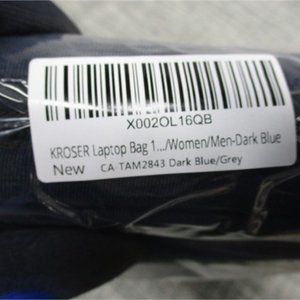 X002OL16QB
KROSER Laptop Bag 1.../Women/Men-Dark Blue
New CA-TAM2843 Dark Blue/Grey